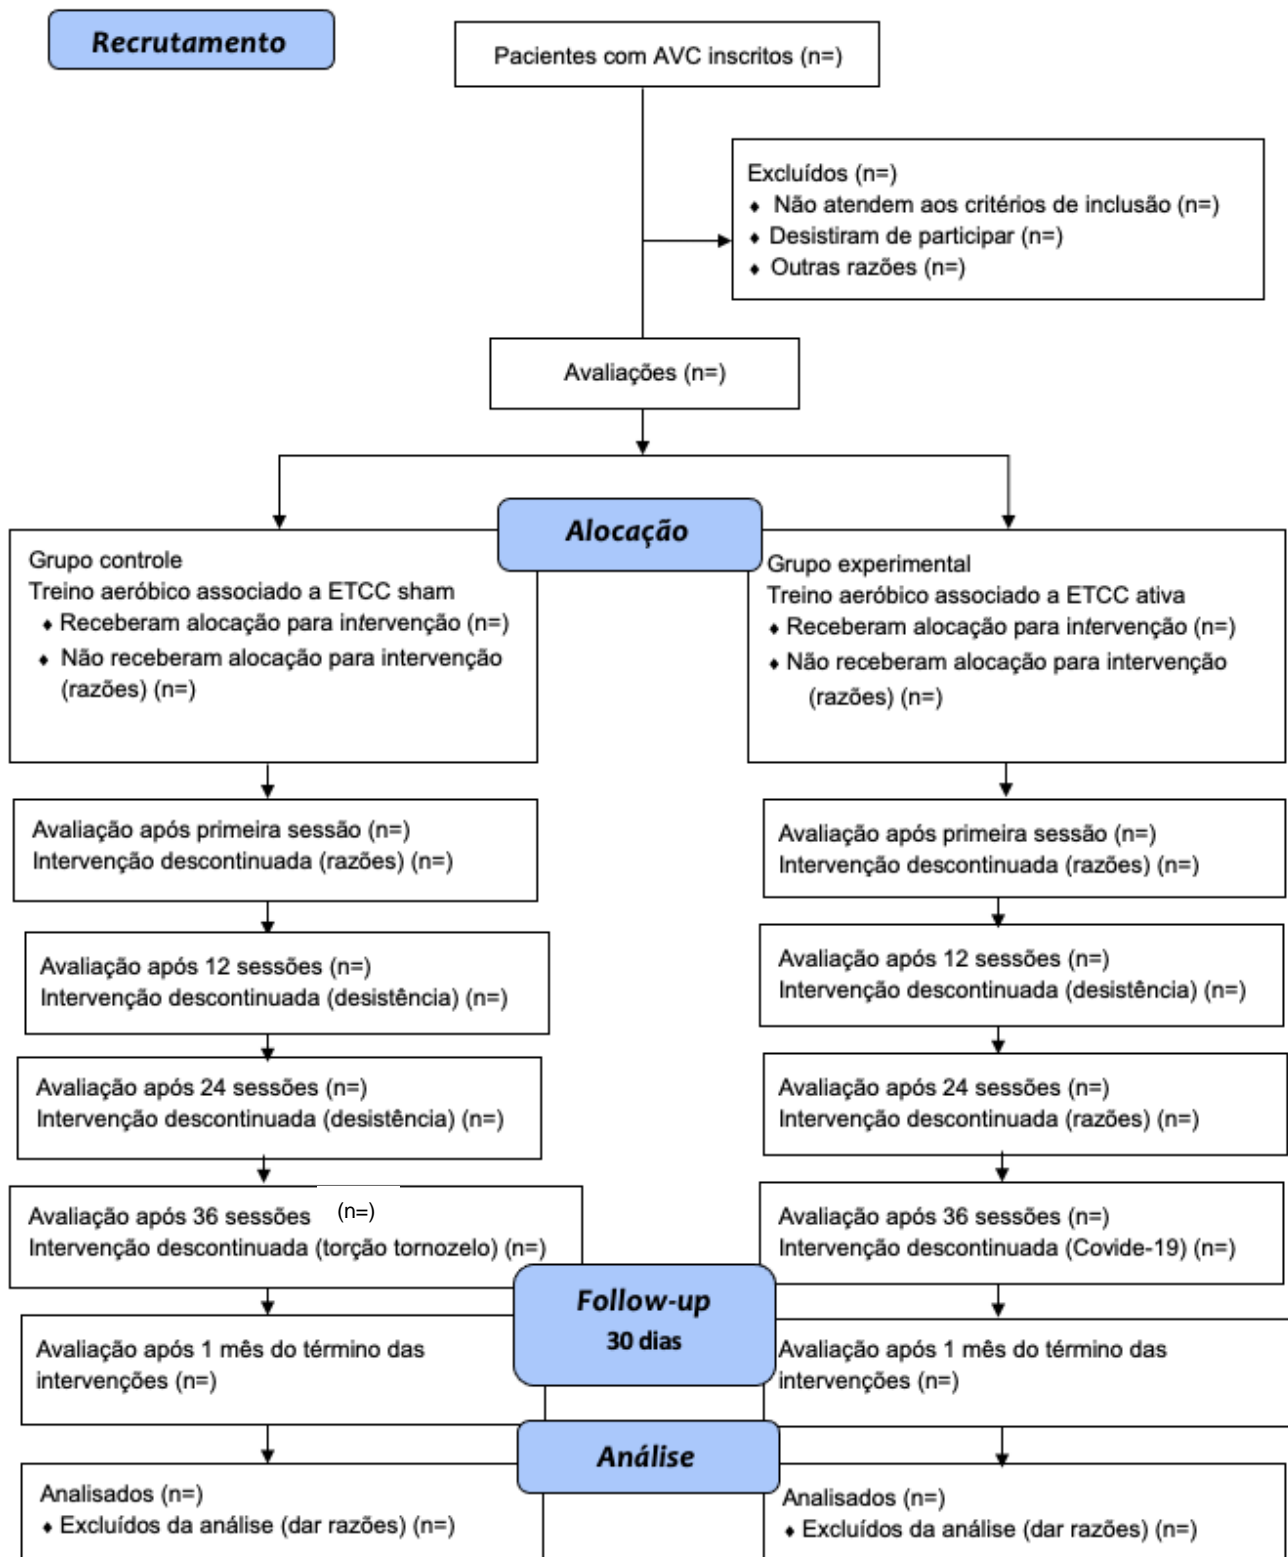 Recrutamento
Pacientes com AVC inscritos (n=)
Excluídos (n=)
♦ Não atendem aos critérios de inclusão (n=)
♦ Desistiram de participar (n=)
♦ Outras razões (n=)
Avaliações (n=)
Alocação
Grupo controle
Treino aeróbico associado a ETCC sham
♦ Receberam alocação para intervenção (n=)
♦ Não receberam alocação para intervenção
(razões) (n=)
Grupo experimental
Treino aeróbico associado a ETCC ativa
♦ Receberam alocação para intervenção (n=)
♦ Não receberam alocação para intervenção
(razões) (n=)
Avaliação após primeira sessão (n=)
Intervenção descontinuada (razões) (n=)
Avaliação após primeira sessão (n=)
Intervenção descontinuada (razões) (n=)
Avaliação após 12 sessões (n=)
Intervenção descontinuada (desistência) (n=)
Avaliação após 12 sessões (n=)
Intervenção descontinuada (desistência) (n=)
Avaliação após 24 sessões (n=)
Intervenção descontinuada (desistência) (n=)
Avaliação após 24 sessões (n=)
Intervenção descontinuada (razões) (n=)
Avaliação após 36 sessões (n=)
Intervenção descontinuada (torção tornozelo) (n=)
Avaliação após 36 sessões (n=)
Intervenção descontinuada (Covide-19) (n=)
Follow-up
30 dias
Avaliação após 1 mês do término das
intervenções (n=)
Avaliação após 1 mês do término das
intervenções (n=)
Análise
Analisados (n=)
♦ Excluídos da análise (dar razões) (n=)
Analisados (n=)
♦ Excluídos da análise (dar razões) (n=)